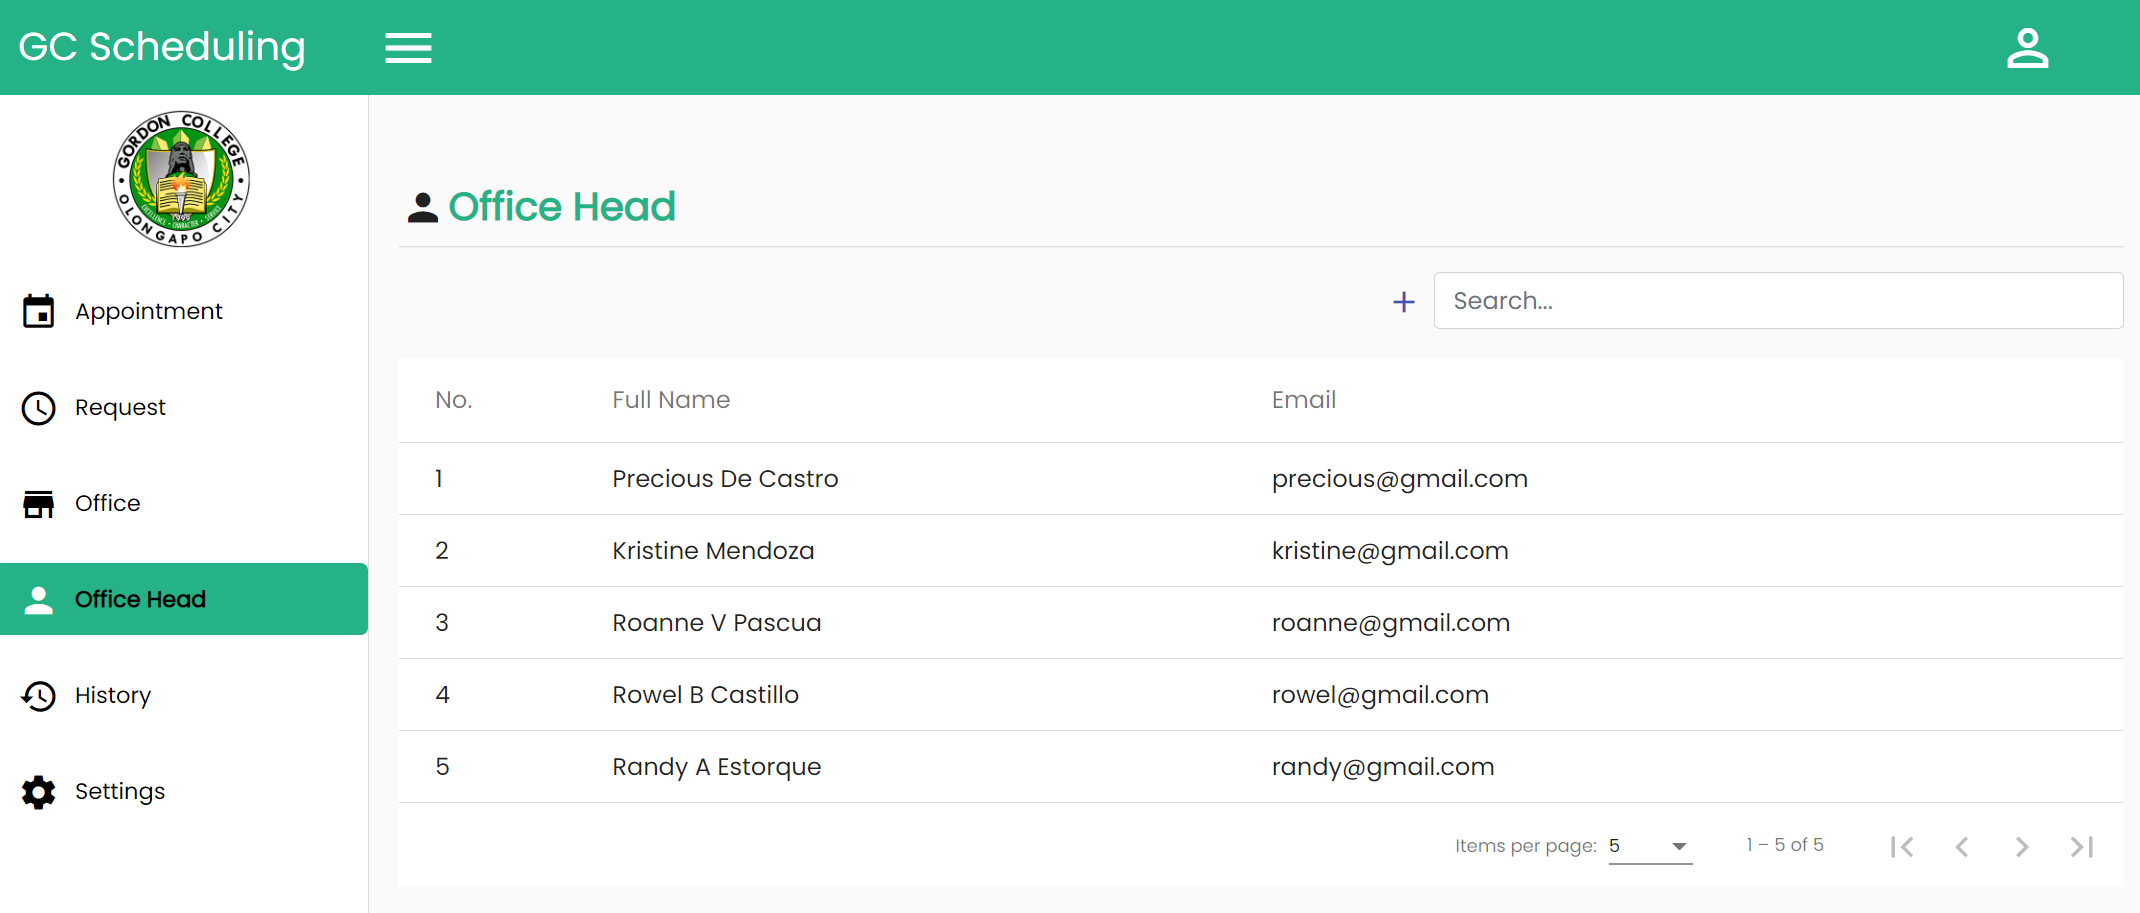 GC Scheduling
GORDON COLLEGE
OLONGAPO CITY
EXCELLENCE • CHARACTER • SERVICE
1999
Appointment
Request
Office
Office Head
History
Settings
Office Head
Search...
No. Full Name Email
1 Precious De Castro precious@gmail.com
2 Kristine Mendoza kristine@gmail.com
3 Roanne V Pascua roanne@gmail.com
4 Rowel B Castillo rowel@gmail.com
5 Randy A Estorque randy@gmail.com
Items per page: 5 1 – 5 of 5